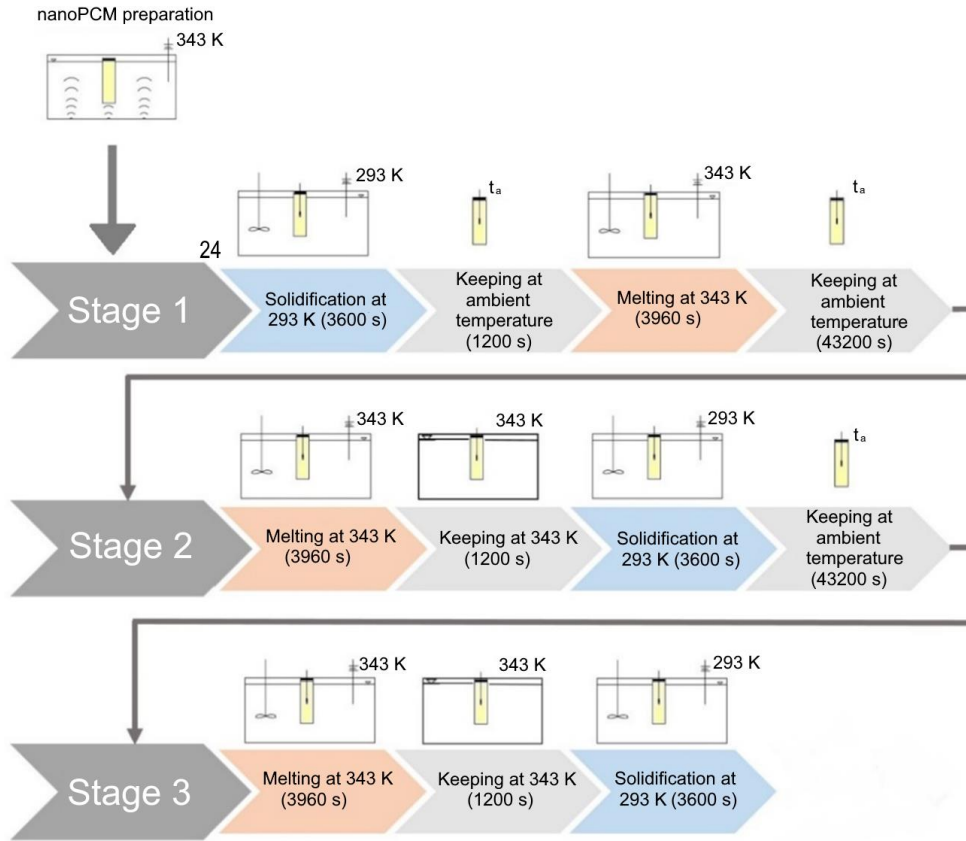 nanoPCM preparation
343 K
293 K
tₐ
343 K
tₐ
24
Stage 1
Solidification at
293 K (3600 s)
Keeping at
ambient
temperature
(1200 s)
Melting at 343 K
(3960 s)
Keeping at
ambient
temperature
(43200 s)
343 K
343 K
293 K
tₐ
Stage 2
Melting at 343 K
(3960 s)
Keeping at 343 K
(1200 s)
Solidification at
293 K (3600 s)
Keeping at
ambient
temperature
(43200 s)
343 K
343 K
293 K
Stage 3
Melting at 343 K
(3960 s)
Keeping at 343 K
(1200 s)
Solidification at
293 K (3600 s)